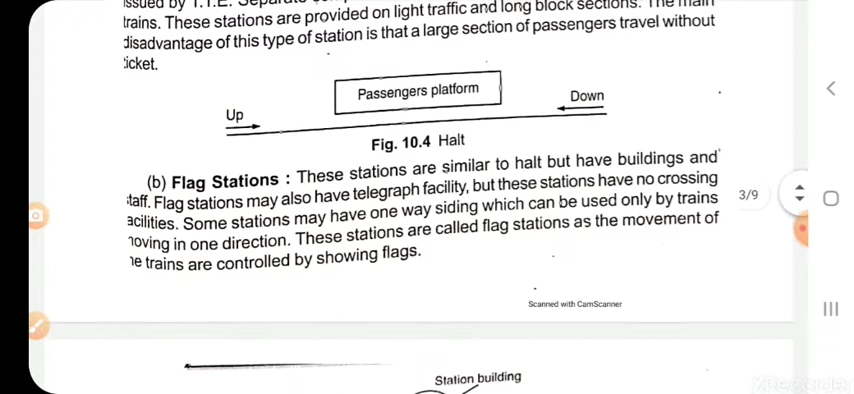 issued by T.T.E.
trains. These stations are provided on light traffic and long block sections. The main
disadvantage of this type of station is that a large section of passengers travel without
ticket.
Passengers platform
Up
Down
Fig. 10.4 Halt
(b) Flag Stations : These stations are similar to halt but have buildings and
staff. Flag stations may also have telegraph facility, but these stations have no crossing
acilities. Some stations may have one way siding which can be used only by trains
moving in one direction. These stations are called flag stations as the movement of
he trains are controlled by showing flags.
3/9
Scanned with CamScanner
Station building
XRecorder